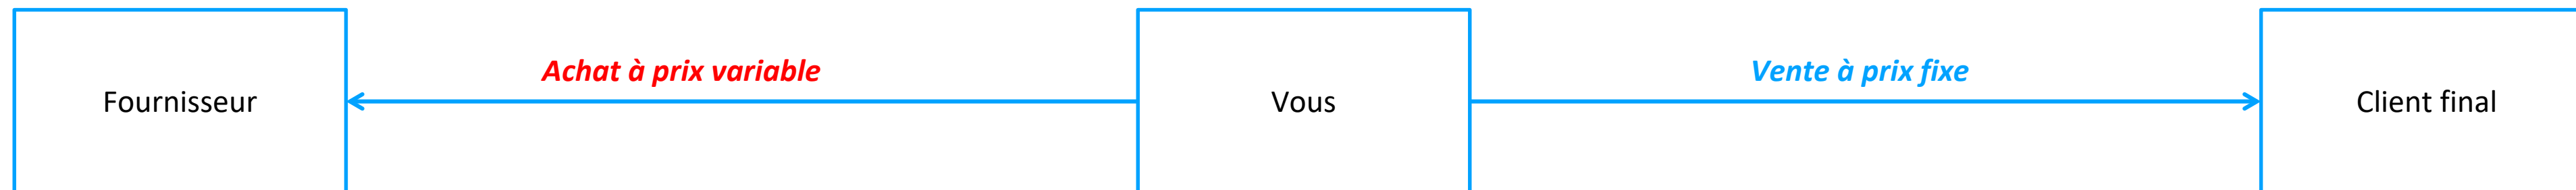 Achat à prix variable
Vente à prix fixe
Fournisseur
Vous
Client final